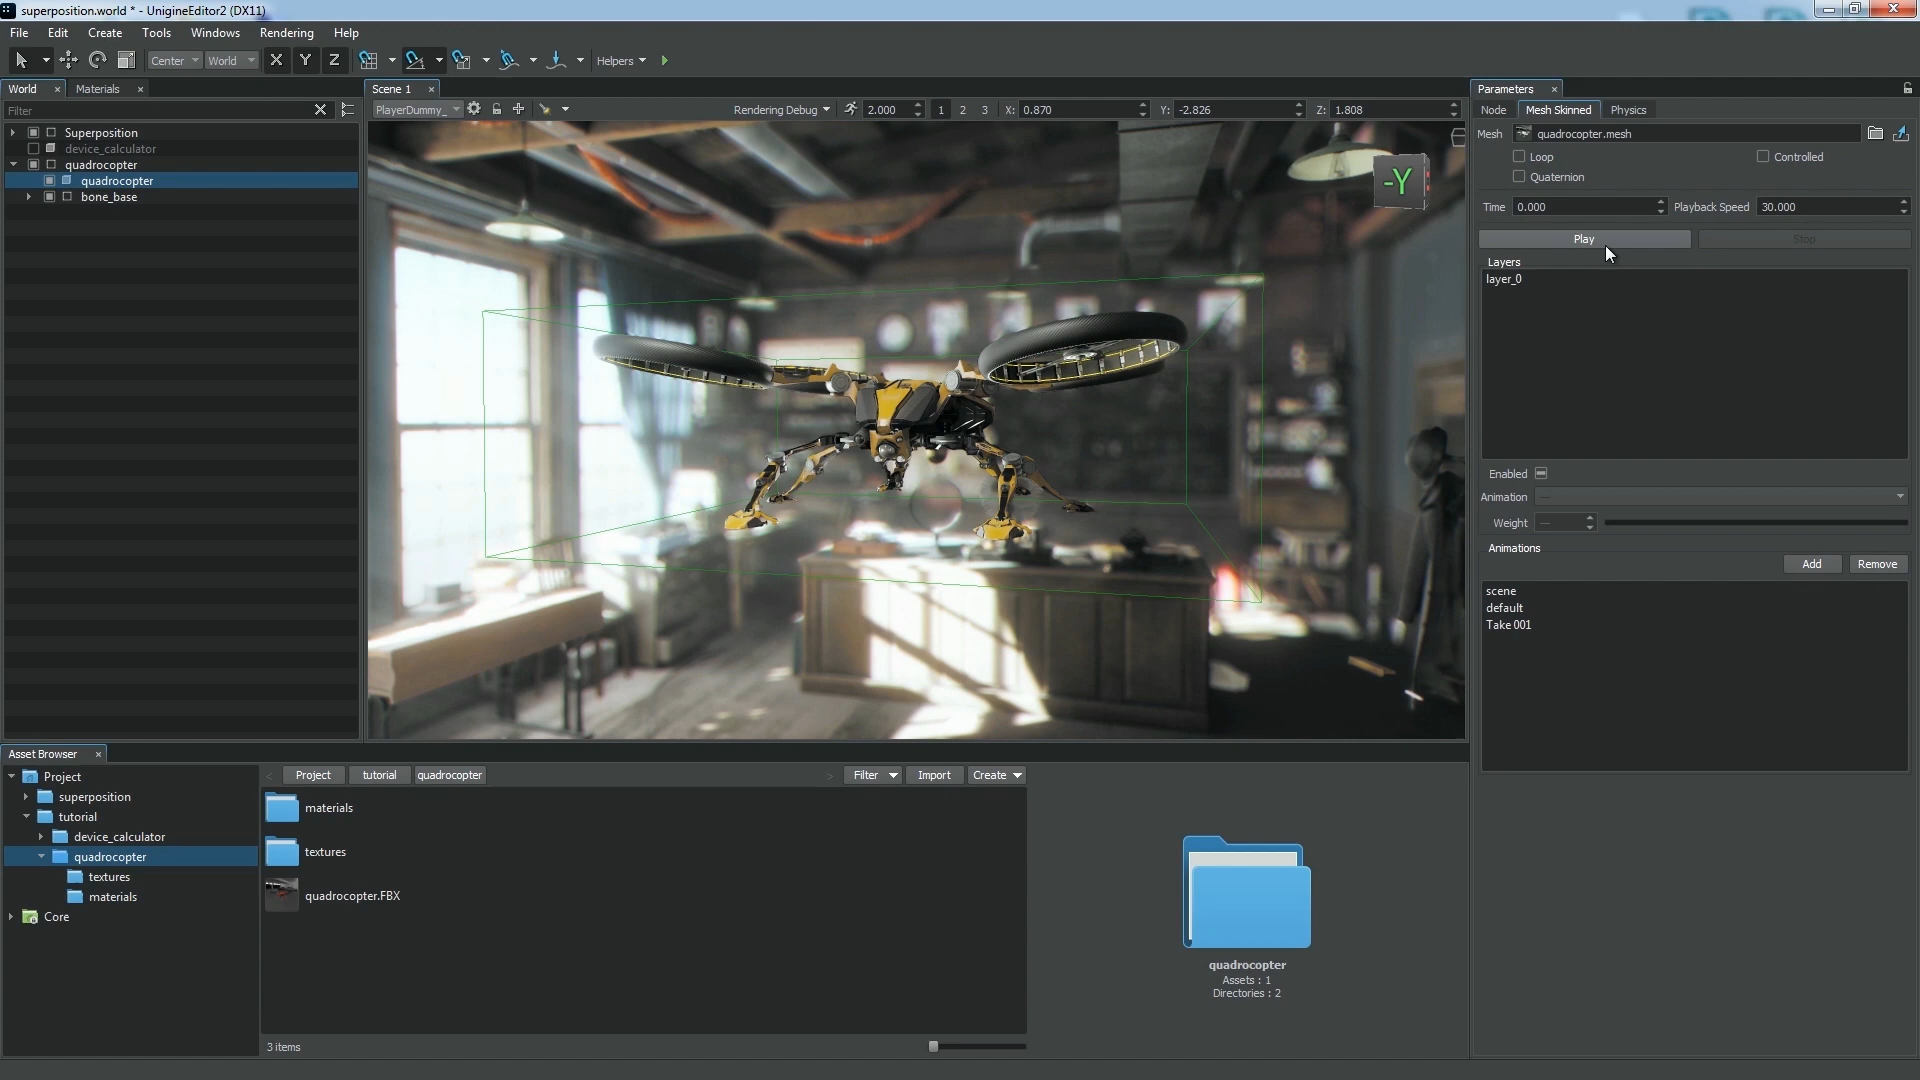 superposition.world * - UnigineEditor2 (DX11)
File Edit Create Tools Windows Rendering Help
Center World X Y Z Helpers
World Materials
Filter
Superposition
device_calculator
quadrocopter
quadrocopter
bone_base
Scene 1
PlayerDummy_ Rendering Debug 2.000 1 2 3 X: 0.870 Y: -2.826 Z: 1.808
-Y
Parameters
Node Mesh Skinned Physics
Mesh quadrocopter.mesh
Loop Controlled
Quaternion
Time 0.000 Playback Speed 30.000
Play Stop
Layers
layer_0
Enabled
Animation —
Weight —
Animations
Add Remove
scene
default
Take 001
Asset Browser
Project
superposition
tutorial
device_calculator
quadrocopter
textures
materials
Core
< Project tutorial quadrocopter > Filter Import Create
materials
textures
quadrocopter.FBX
3 items
quadrocopter
Assets : 1
Directories : 2